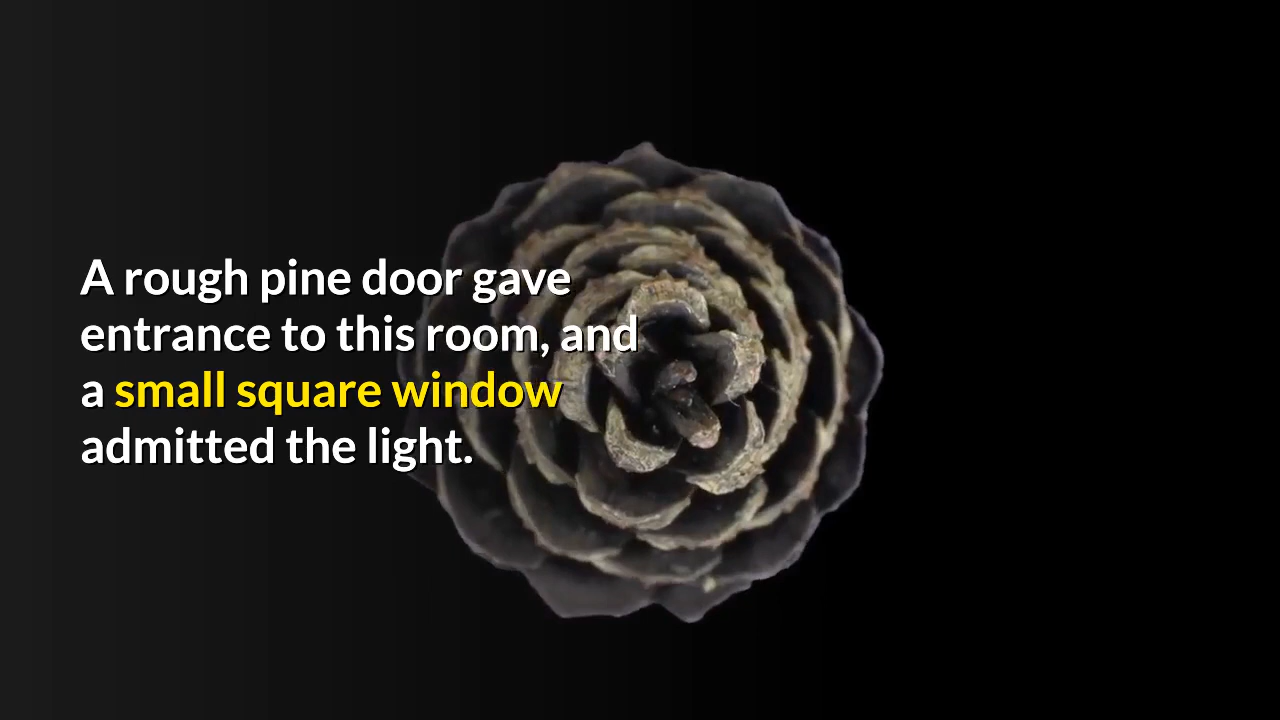 A rough pine door gave
entrance to this room, and
a small square window
admitted the light.